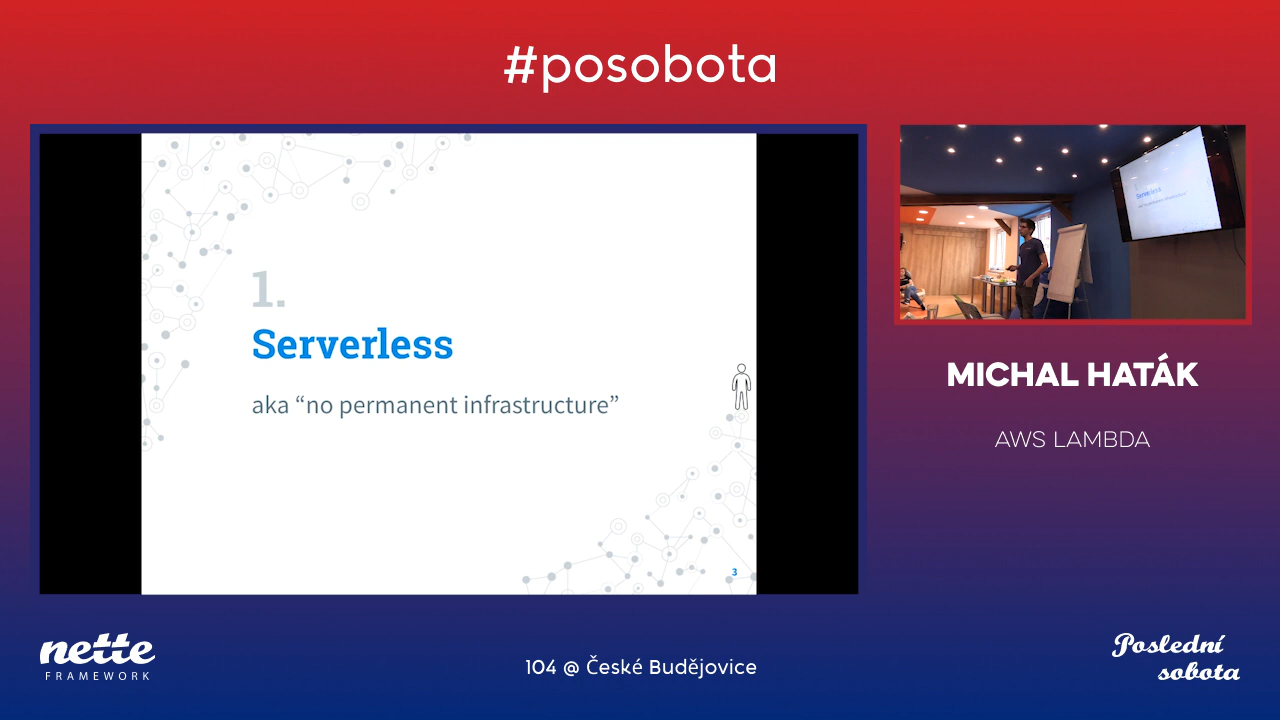 #posobota
1.
Serverless
aka “no permanent infrastructure”
3
Serverless
MICHAL HATÁK
AWS LAMBDA
nette
FRAMEWORK
104 @ České Budějovice
Poslední
sobota